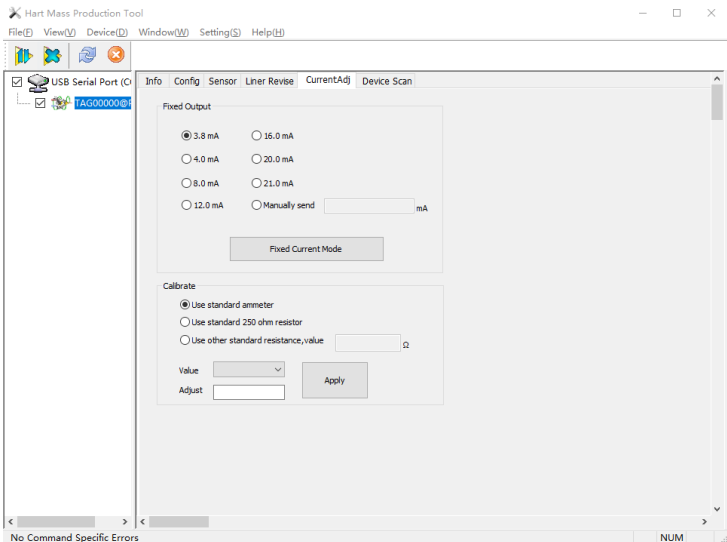 Hart Mass Production Tool
File(F) View(V) Device(D) Window(W) Setting(S) Help(H)
USB Serial Port (C
TAG00000@
Info Config Sensor Liner Revise CurrentAdj Device Scan
Fixed Output
3.8 mA 16.0 mA
4.0 mA 20.0 mA
8.0 mA 21.0 mA
12.0 mA Manually send mA
Fixed Current Mode
Calibrate
Use standard ammeter
Use standard 250 ohm resistor
Use other standard resistance,value Ω
Value
Apply
Adjust
No Command Specific Errors NUM